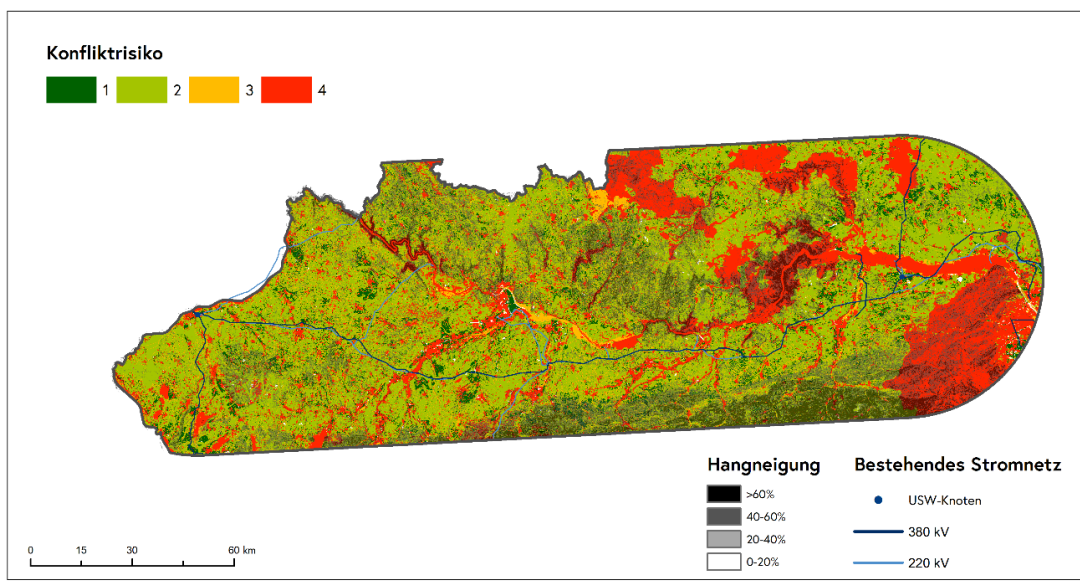 Konfliktrisiko
1 2 3 4
Hangneigung
>60%
40-60%
20-40%
0-20%
Bestehendes Stromnetz
USW-Knoten
380 kV
220 kV
0 15 30 60 km